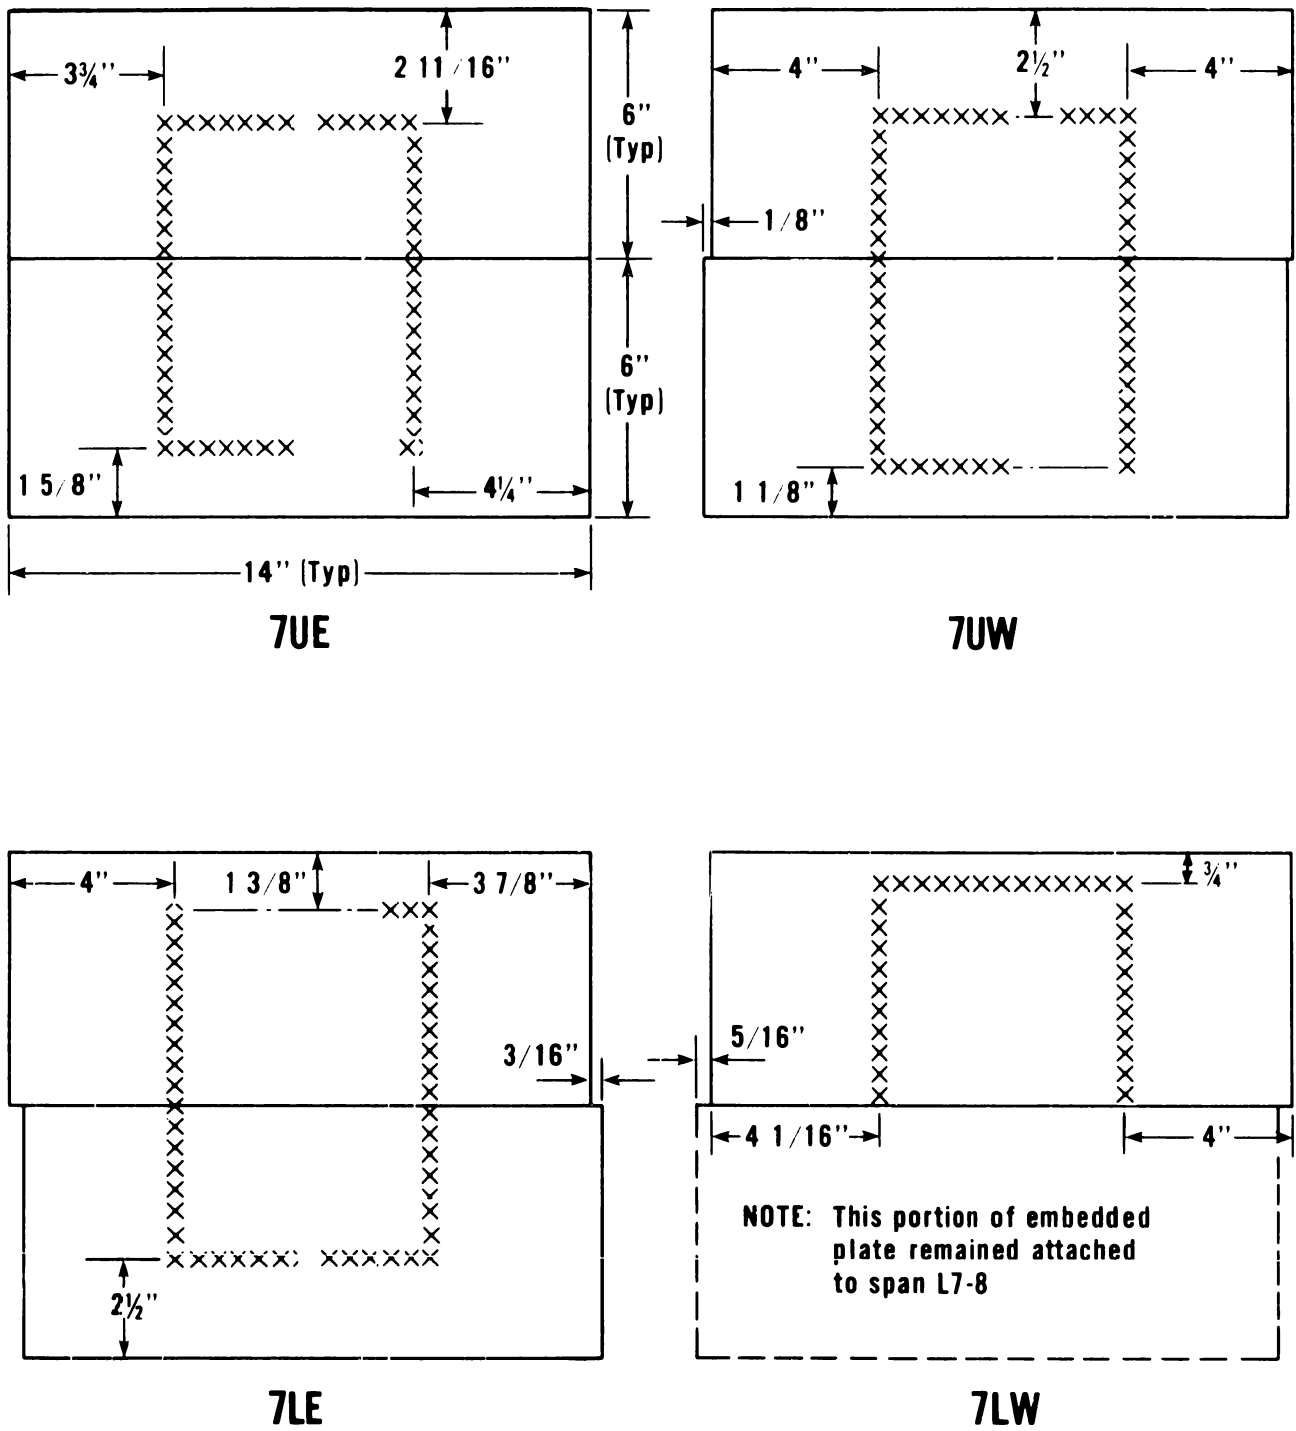 3¾"
2 11/16"
6"
(Typ)
4"
2½"
4"
1/8"
6"
(Typ)
1 5/8"
4¼"
1 1/8"
14" (Typ)
7UE
7UW
4"
1 3/8"
3 7/8"
¾"
3/16"
5/16"
4 1/16"
4"
NOTE: This portion of embedded
plate remained attached
to span L7-8
2½"
7LE
7LW